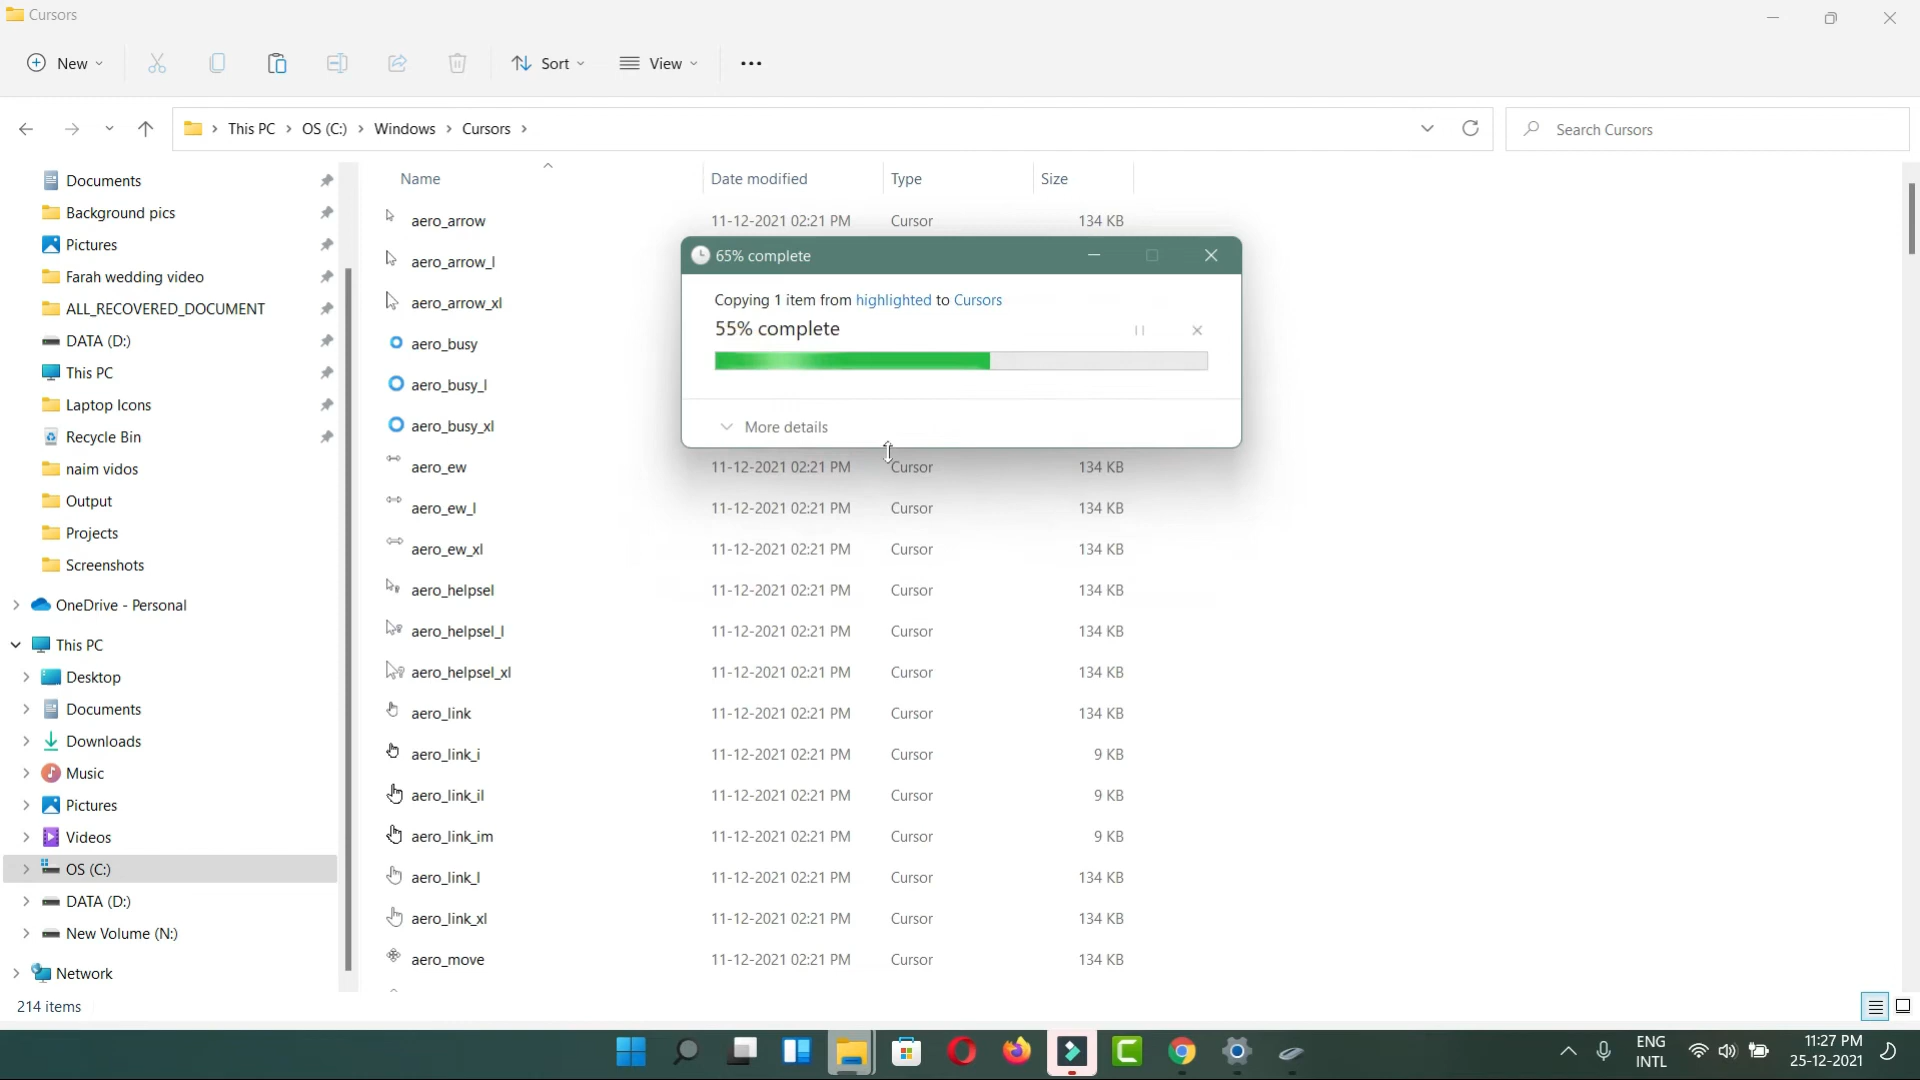 Cursors
New
Sort
View
This PC
OS (C:)
Windows
Cursors
Search Cursors
Documents
Background pics
Pictures
Farah wedding video
ALL_RECOVERED_DOCUMENT
DATA (D:)
This PC
Laptop Icons
Recycle Bin
naim vidos
Output
Projects
Screenshots
OneDrive - Personal
This PC
Desktop
Documents
Downloads
Music
Pictures
Videos
OS (C:)
DATA (D:)
New Volume (N:)
Network
Name Date modified Type Size
aero_arrow 11-12-2021 02:21 PM Cursor 134 KB
aero_arrow_l
aero_arrow_xl
aero_busy
aero_busy_l
aero_busy_xl
aero_ew 11-12-2021 02:21 PM Cursor 134 KB
aero_ew_l 11-12-2021 02:21 PM Cursor 134 KB
aero_ew_xl 11-12-2021 02:21 PM Cursor 134 KB
aero_helpsel 11-12-2021 02:21 PM Cursor 134 KB
aero_helpsel_l 11-12-2021 02:21 PM Cursor 134 KB
aero_helpsel_xl 11-12-2021 02:21 PM Cursor 134 KB
aero_link 11-12-2021 02:21 PM Cursor 134 KB
aero_link_i 11-12-2021 02:21 PM Cursor 9 KB
aero_link_il 11-12-2021 02:21 PM Cursor 9 KB
aero_link_im 11-12-2021 02:21 PM Cursor 9 KB
aero_link_l 11-12-2021 02:21 PM Cursor 134 KB
aero_link_xl 11-12-2021 02:21 PM Cursor 134 KB
aero_move 11-12-2021 02:21 PM Cursor 134 KB
65% complete
Copying 1 item from highlighted to Cursors
55% complete
More details
214 items
ENG
INTL
11:27 PM
25-12-2021